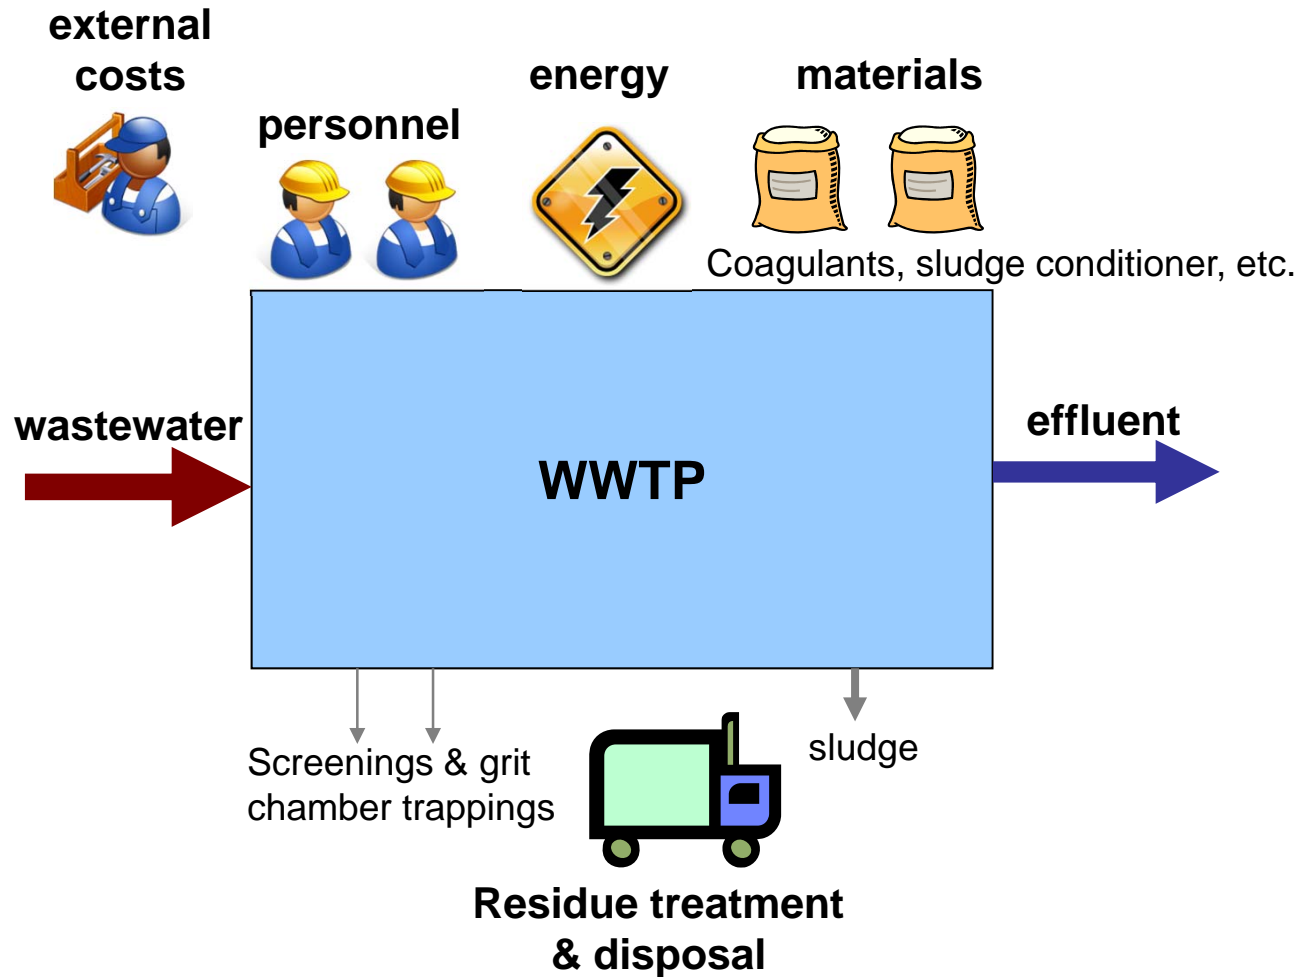 external
costs
personnel
energy
materials
Coagulants, sludge conditioner, etc.
wastewater
WWTP
effluent
Screenings & grit
chamber trappings
sludge
Residue treatment
& disposal